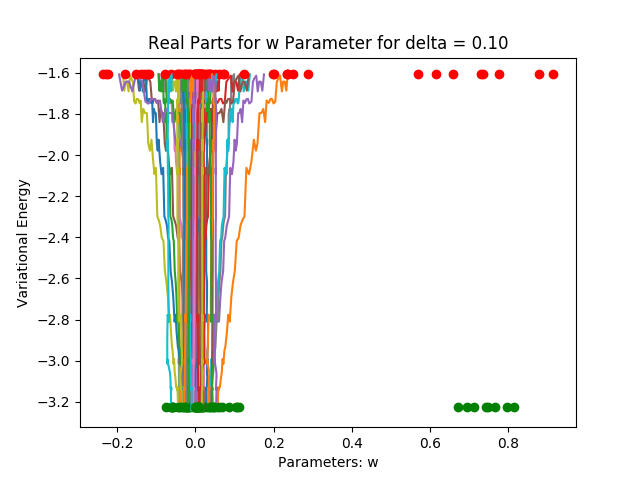 Real Parts for w Parameter for delta = 0.10
Variational Energy
−1.6
−1.8
−2.0
−2.2
−2.4
−2.6
−2.8
−3.0
−3.2
−0.2 0.0 0.2 0.4 0.6 0.8
Parameters: w